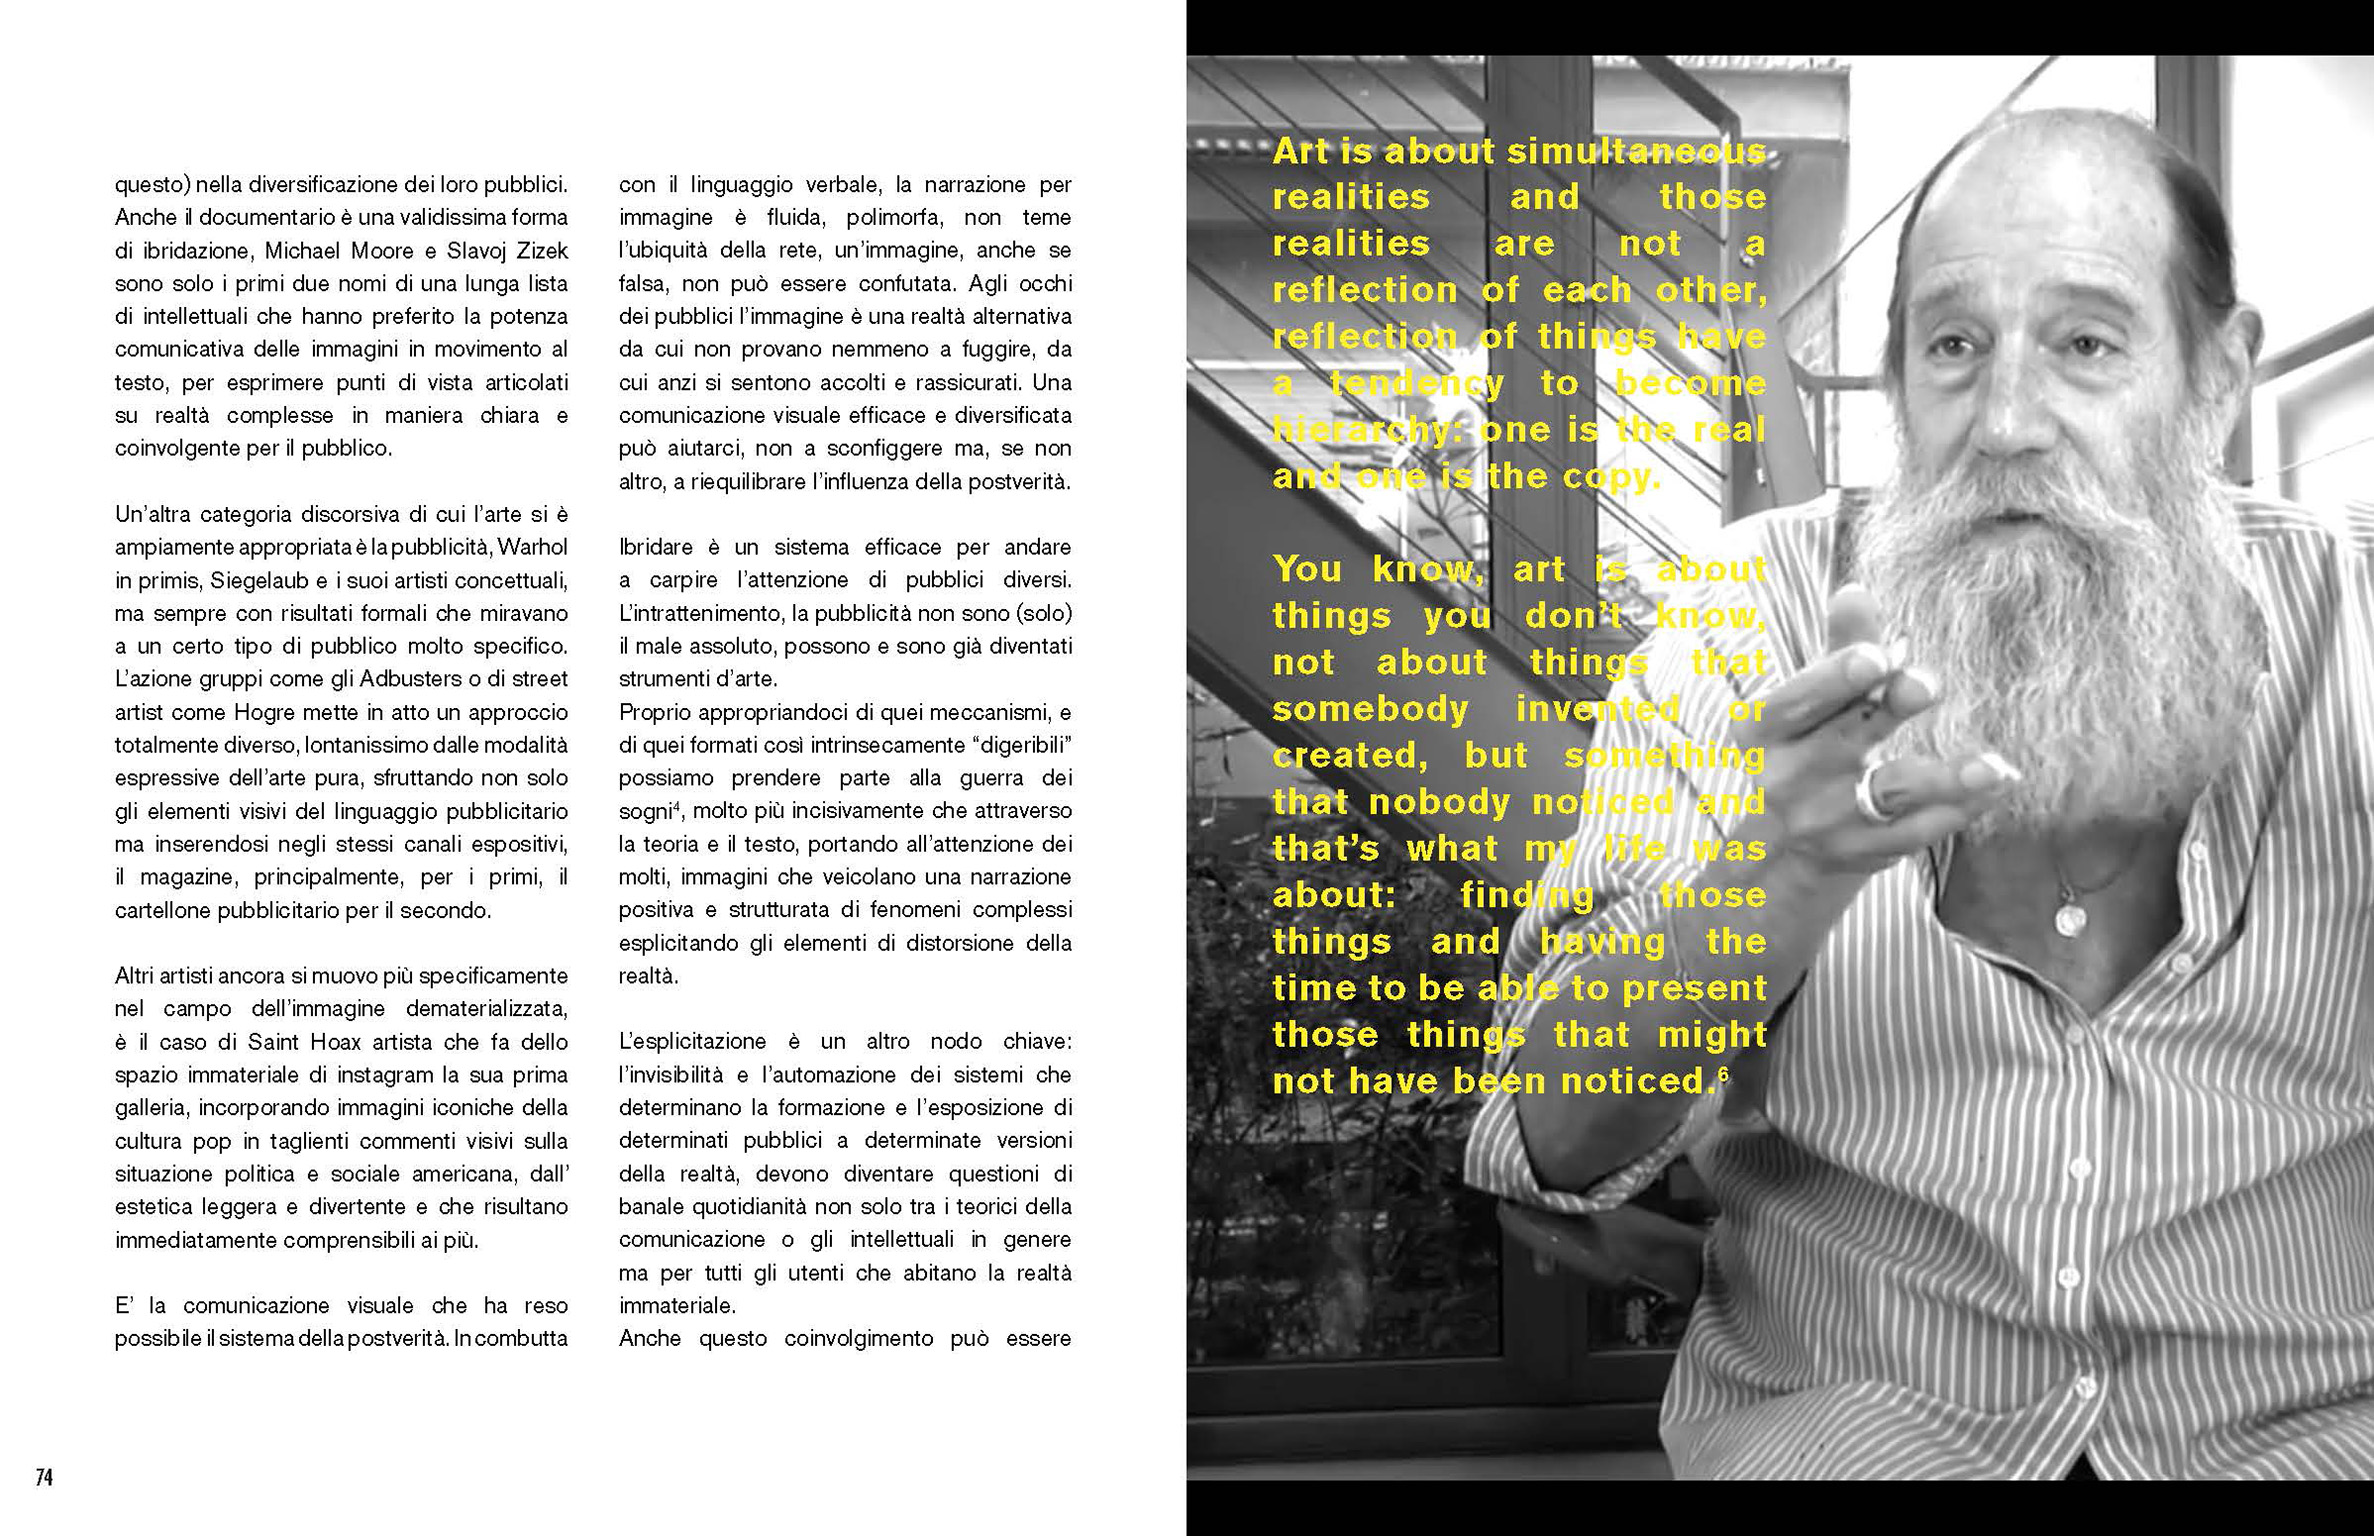 questo) nella diversificazione dei loro pubblici.
Anche il documentario è una validissima forma
di ibridazione, Michael Moore e Slavoj Zizek
sono solo i primi due nomi di una lunga lista
di intellettuali che hanno preferito la potenza
comunicativa delle immagini in movimento al
testo, per esprimere punti di vista articolati
su realtà complesse in maniera chiara e
coinvolgente per il pubblico.
Un'altra categoria discorsiva di cui l'arte si è
ampiamente appropriata è la pubblicità, Warhol
in primis, Siegelaub e i suoi artisti concettuali,
ma sempre con risultati formali che miravano
a un certo tipo di pubblico molto specifico.
L'azione gruppi come gli Adbusters o di street
artist come Hogre mette in atto un approccio
totalmente diverso, lontanissimo dalle modalità
espressive dell'arte pura, sfruttando non solo
gli elementi visivi del linguaggio pubblicitario
ma inserendosi negli stessi canali espositivi,
il magazine, principalmente, per i primi, il
cartellone pubblicitario per il secondo.
Altri artisti ancora si muovo più specificamente
nel campo dell'immagine dematerializzata,
è il caso di Saint Hoax artista che fa dello
spazio immateriale di instagram la sua prima
galleria, incorporando immagini iconiche della
cultura pop in taglienti commenti visivi sulla
situazione politica e sociale americana, dall'
estetica leggera e divertente e che risultano
immediatamente comprensibili ai più.
E' la comunicazione visuale che ha reso
possibile il sistema della postverità. In combutta
con il linguaggio verbale, la narrazione per
immagine è fluida, polimorfa, non teme
l'ubiquità della rete, un'immagine, anche se
falsa, non può essere confutata. Agli occhi
dei pubblici l'immagine è una realtà alternativa
da cui non provano nemmeno a fuggire, da
cui anzi si sentono accolti e rassicurati. Una
comunicazione visuale efficace e diversificata
può aiutarci, non a sconfiggere ma, se non
altro, a riequilibrare l'influenza della postverità.
Ibridare è un sistema efficace per andare
a carpire l'attenzione di pubblici diversi.
L'intrattenimento, la pubblicità non sono (solo)
il male assoluto, possono e sono già diventati
strumenti d'arte.
Proprio appropriandoci di quei meccanismi, e
di quei formati così intrinsecamente “digeribili”
possiamo prendere parte alla guerra dei
sogni⁴, molto più incisivamente che attraverso
la teoria e il testo, portando all'attenzione dei
molti, immagini che veicolano una narrazione
positiva e strutturata di fenomeni complessi
esplicitando gli elementi di distorsione della
realtà.
L'esplicitazione è un altro nodo chiave:
l'invisibilità e l'automazione dei sistemi che
determinano la formazione e l'esposizione di
determinati pubblici a determinate versioni
della realtà, devono diventare questioni di
banale quotidianità non solo tra i teorici della
comunicazione o gli intellettuali in genere
ma per tutti gli utenti che abitano la realtà
immateriale.
Anche questo coinvolgimento può essere
74
Art is about simultaneous
realities and those
realities are not a
reflection of each other,
reflection of things have
a tendency to become
hierarchy: one is the real
and one is the copy.
You know, art is about
things you don't know,
not about things that
somebody invented or
created, but something
that nobody noticed and
that's what my life was
about: finding those
things and having the
time to be able to present
those things that might
not have been noticed.⁶